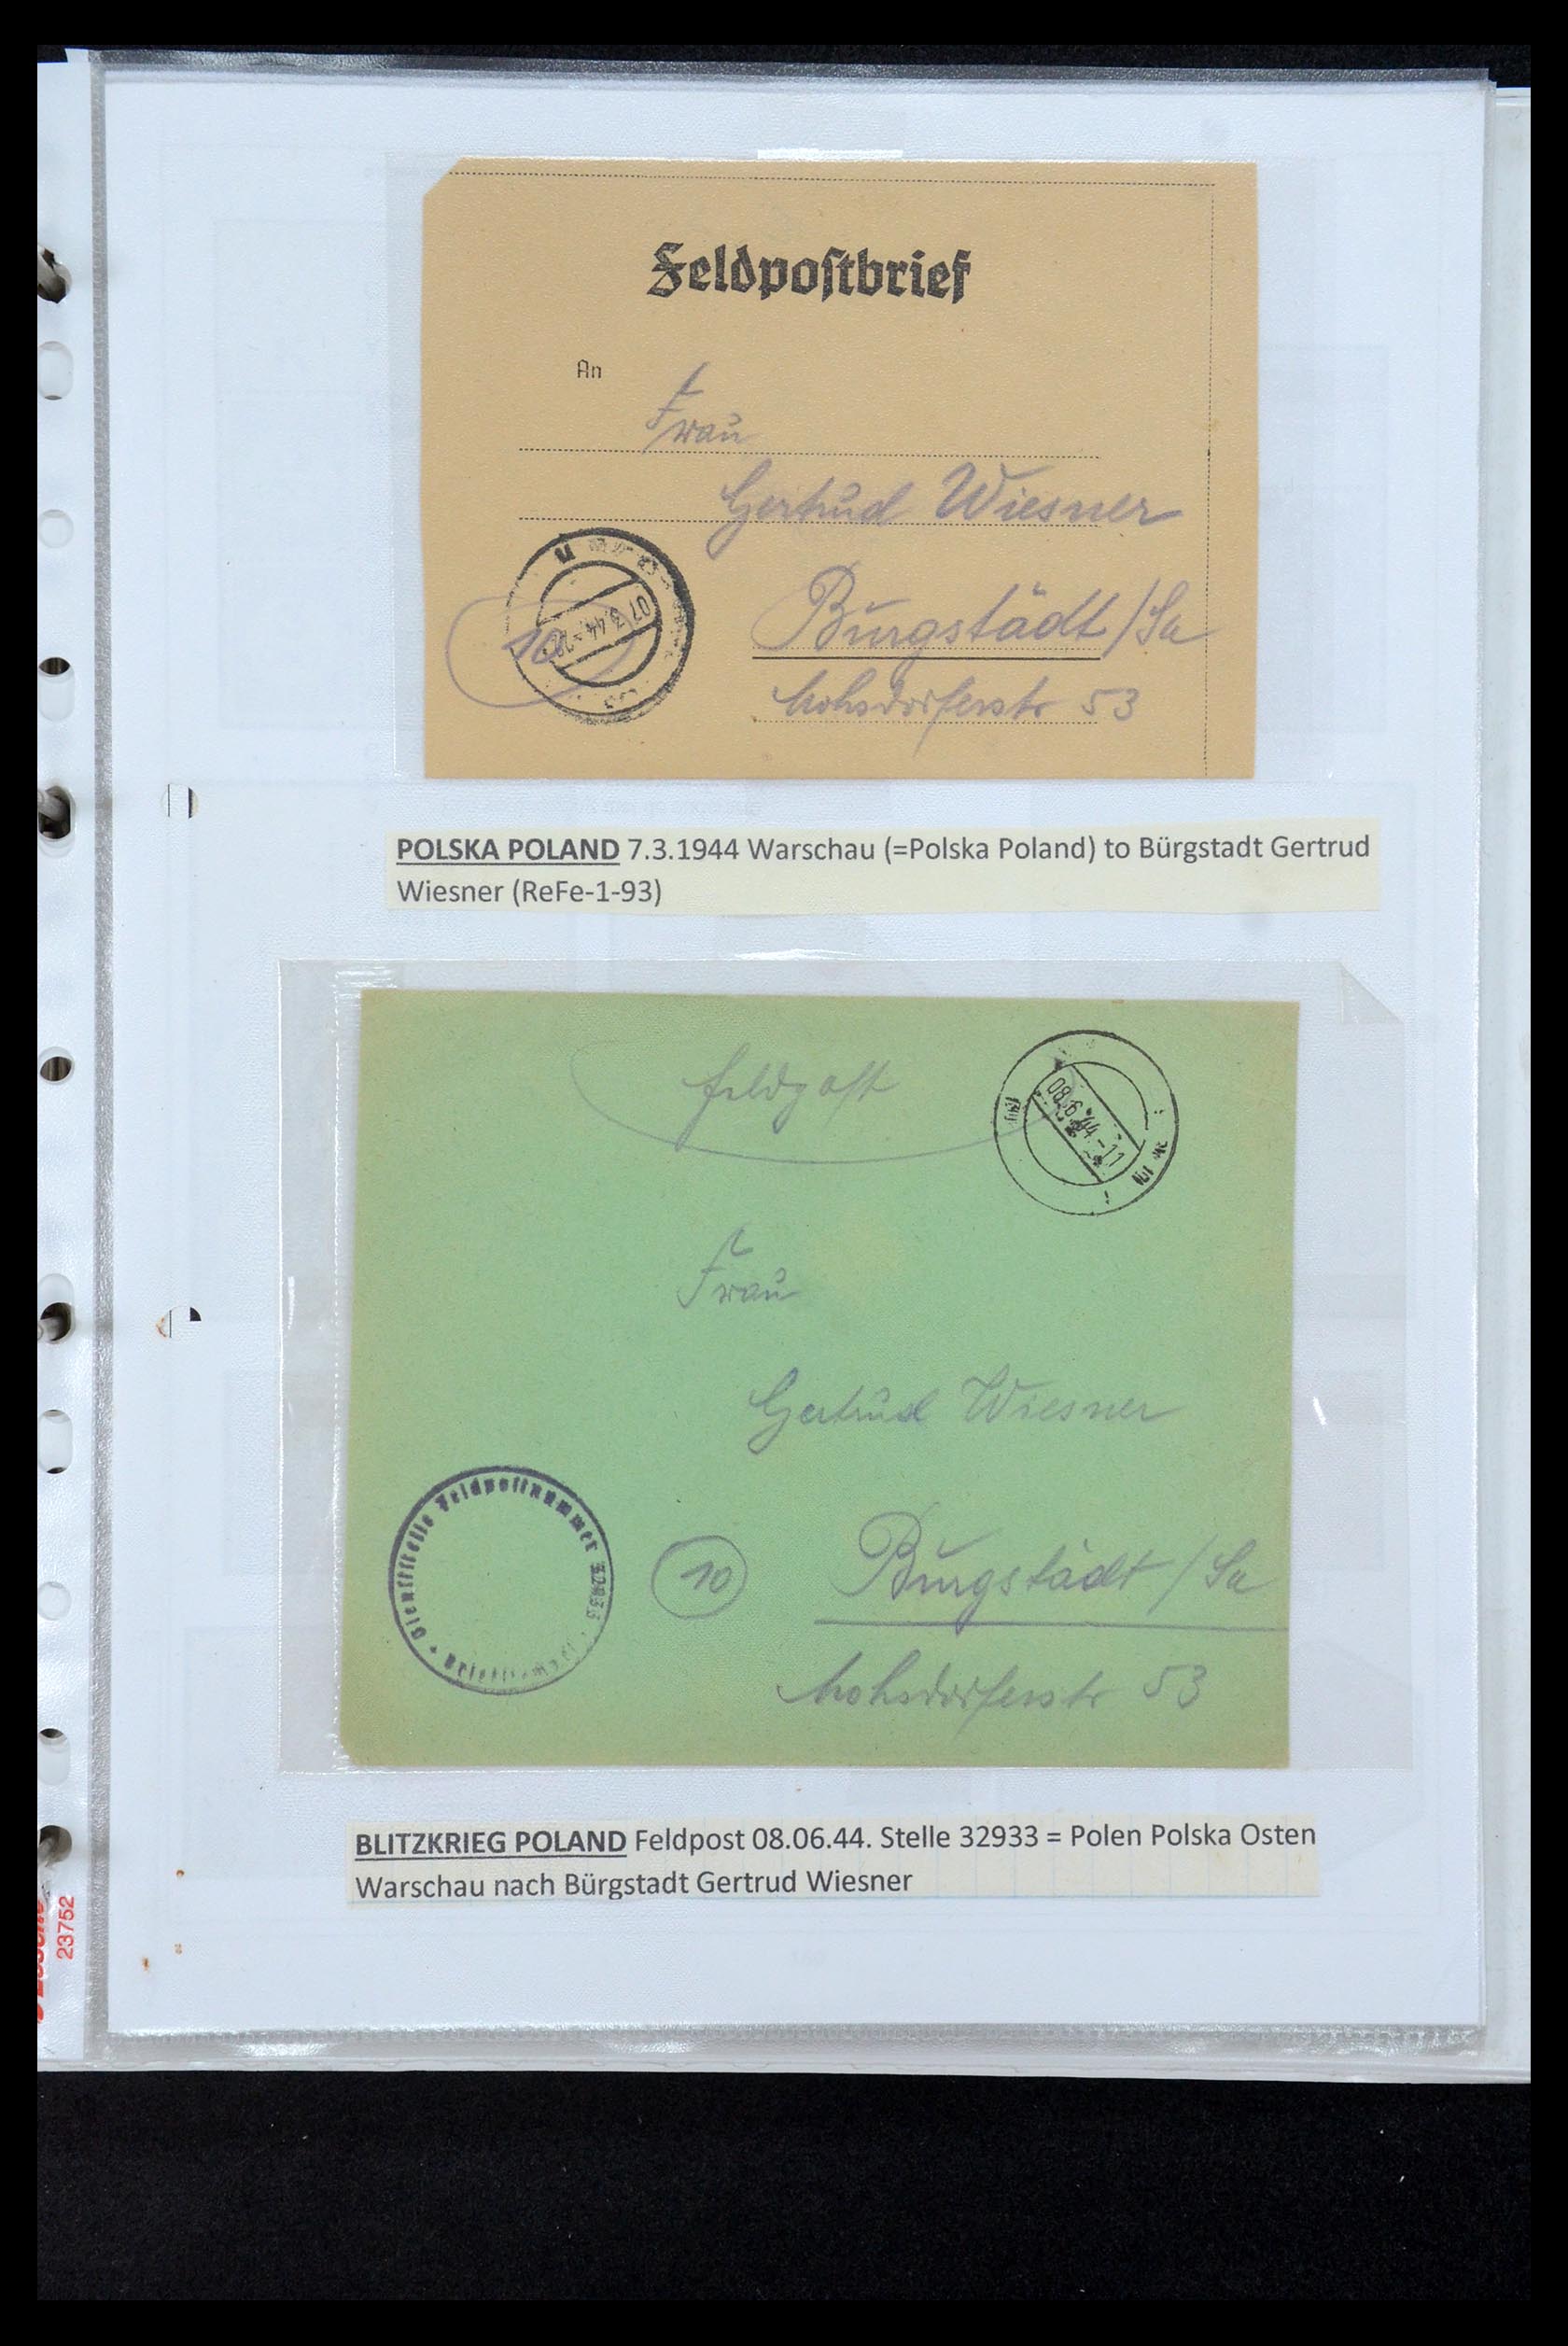 Feldpostbrief
An
Frau
Gertrud Wiesner
10
Burgstädt/Sa
Mohsdorferstr 53
07.3.44
POLSKA POLAND 7.3.1944 Warschau (=Polska Poland) to Bürgstadt Gertrud
Wiesner (ReFe-1-93)
Feldpost
08.6.44.-11
Frau
Gertrud Wiesner
10 Burgstädt/Sa
Mohsdorferstr 53
Dienststelle Feldpostnummer 32933
BLITZKRIEG POLAND Feldpost 08.06.44. Stelle 32933 = Polen Polska Osten
Warschau nach Bürgstadt Gertrud Wiesner
23752